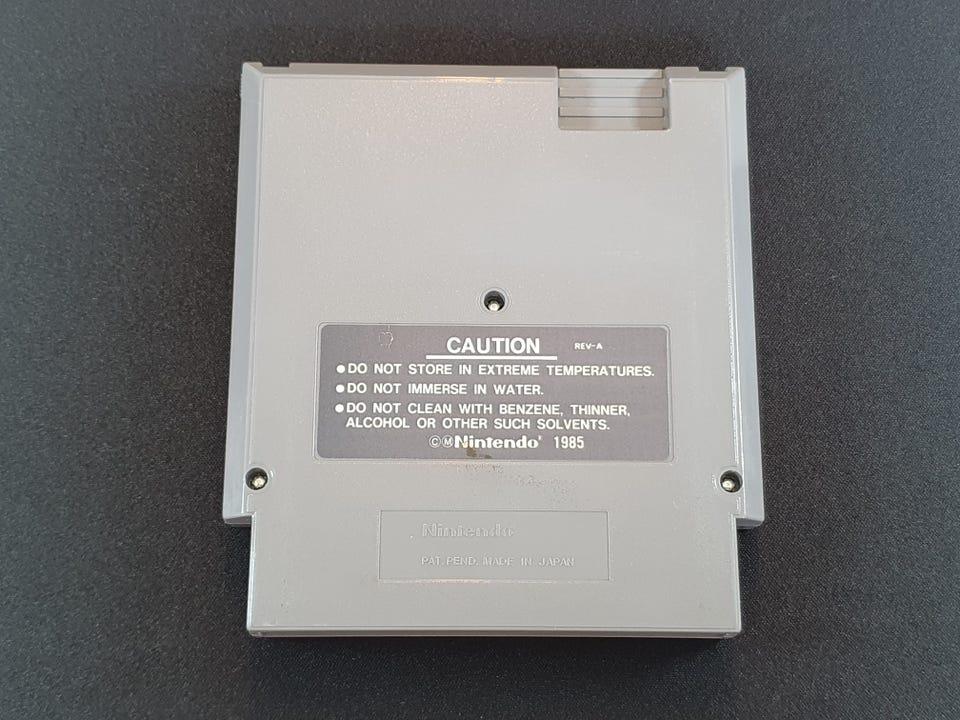 CAUTION REV-A
●DO NOT STORE IN EXTREME TEMPERATURES.
●DO NOT IMMERSE IN WATER.
●DO NOT CLEAN WITH BENZENE, THINNER,
ALCOHOL OR OTHER SUCH SOLVENTS.
©ⓂNintendo® 1985
Nintendo
PAT. PEND. MADE IN JAPAN